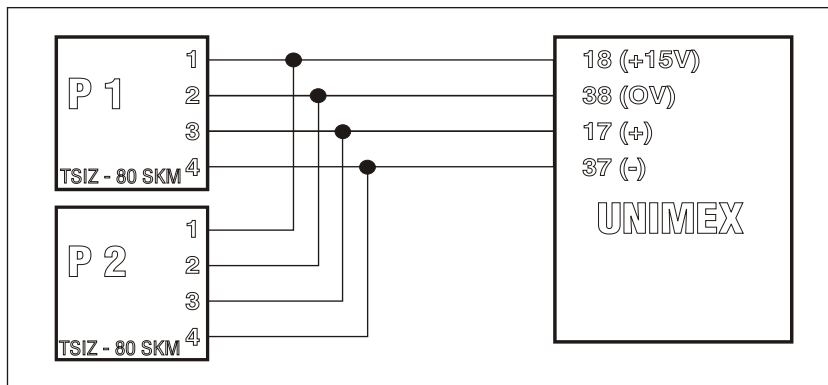 P 1
1
2
3
4
TSIZ - 80 SKM
P 2
1
2
3
4
TSIZ - 80 SKM
18 (+15V)
38 (OV)
17 (+)
37 (-)
UNIMEX